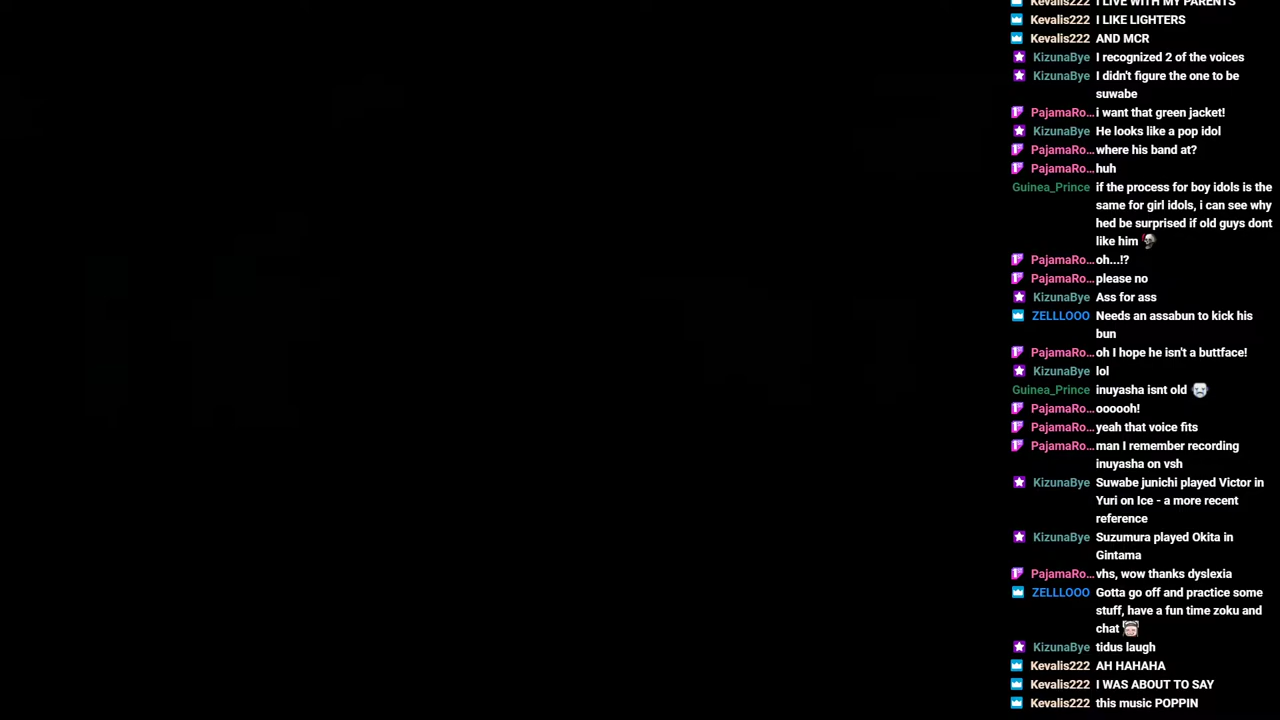 Kevalis222 I LIVE WITH MY PARENTS
Kevalis222 I LIKE LIGHTERS
Kevalis222 AND MCR
KizunaBye I recognized 2 of the voices
KizunaBye I didn't figure the one to be
suwabe
PajamaRo... i want that green jacket!
KizunaBye He looks like a pop idol
PajamaRo... where his band at?
PajamaRo... huh
Guinea_Prince if the process for boy idols is the
same for girl idols, i can see why
hed be surprised if old guys dont
like him
PajamaRo... oh...!?
PajamaRo... please no
KizunaBye Ass for ass
ZELLLOOO Needs an assabun to kick his
bun
PajamaRo... oh I hope he isn't a buttface!
KizunaBye lol
Guinea_Prince inuyasha isnt old
PajamaRo... oooooh!
PajamaRo... yeah that voice fits
PajamaRo... man I remember recording
inuyasha on vsh
KizunaBye Suwabe junichi played Victor in
Yuri on Ice - a more recent
reference
KizunaBye Suzumura played Okita in
Gintama
PajamaRo... vhs, wow thanks dyslexia
ZELLLOOO Gotta go off and practice some
stuff, have a fun time zoku and
chat
KizunaBye tidus laugh
Kevalis222 AH HAHAHA
Kevalis222 I WAS ABOUT TO SAY
Kevalis222 this music POPPIN